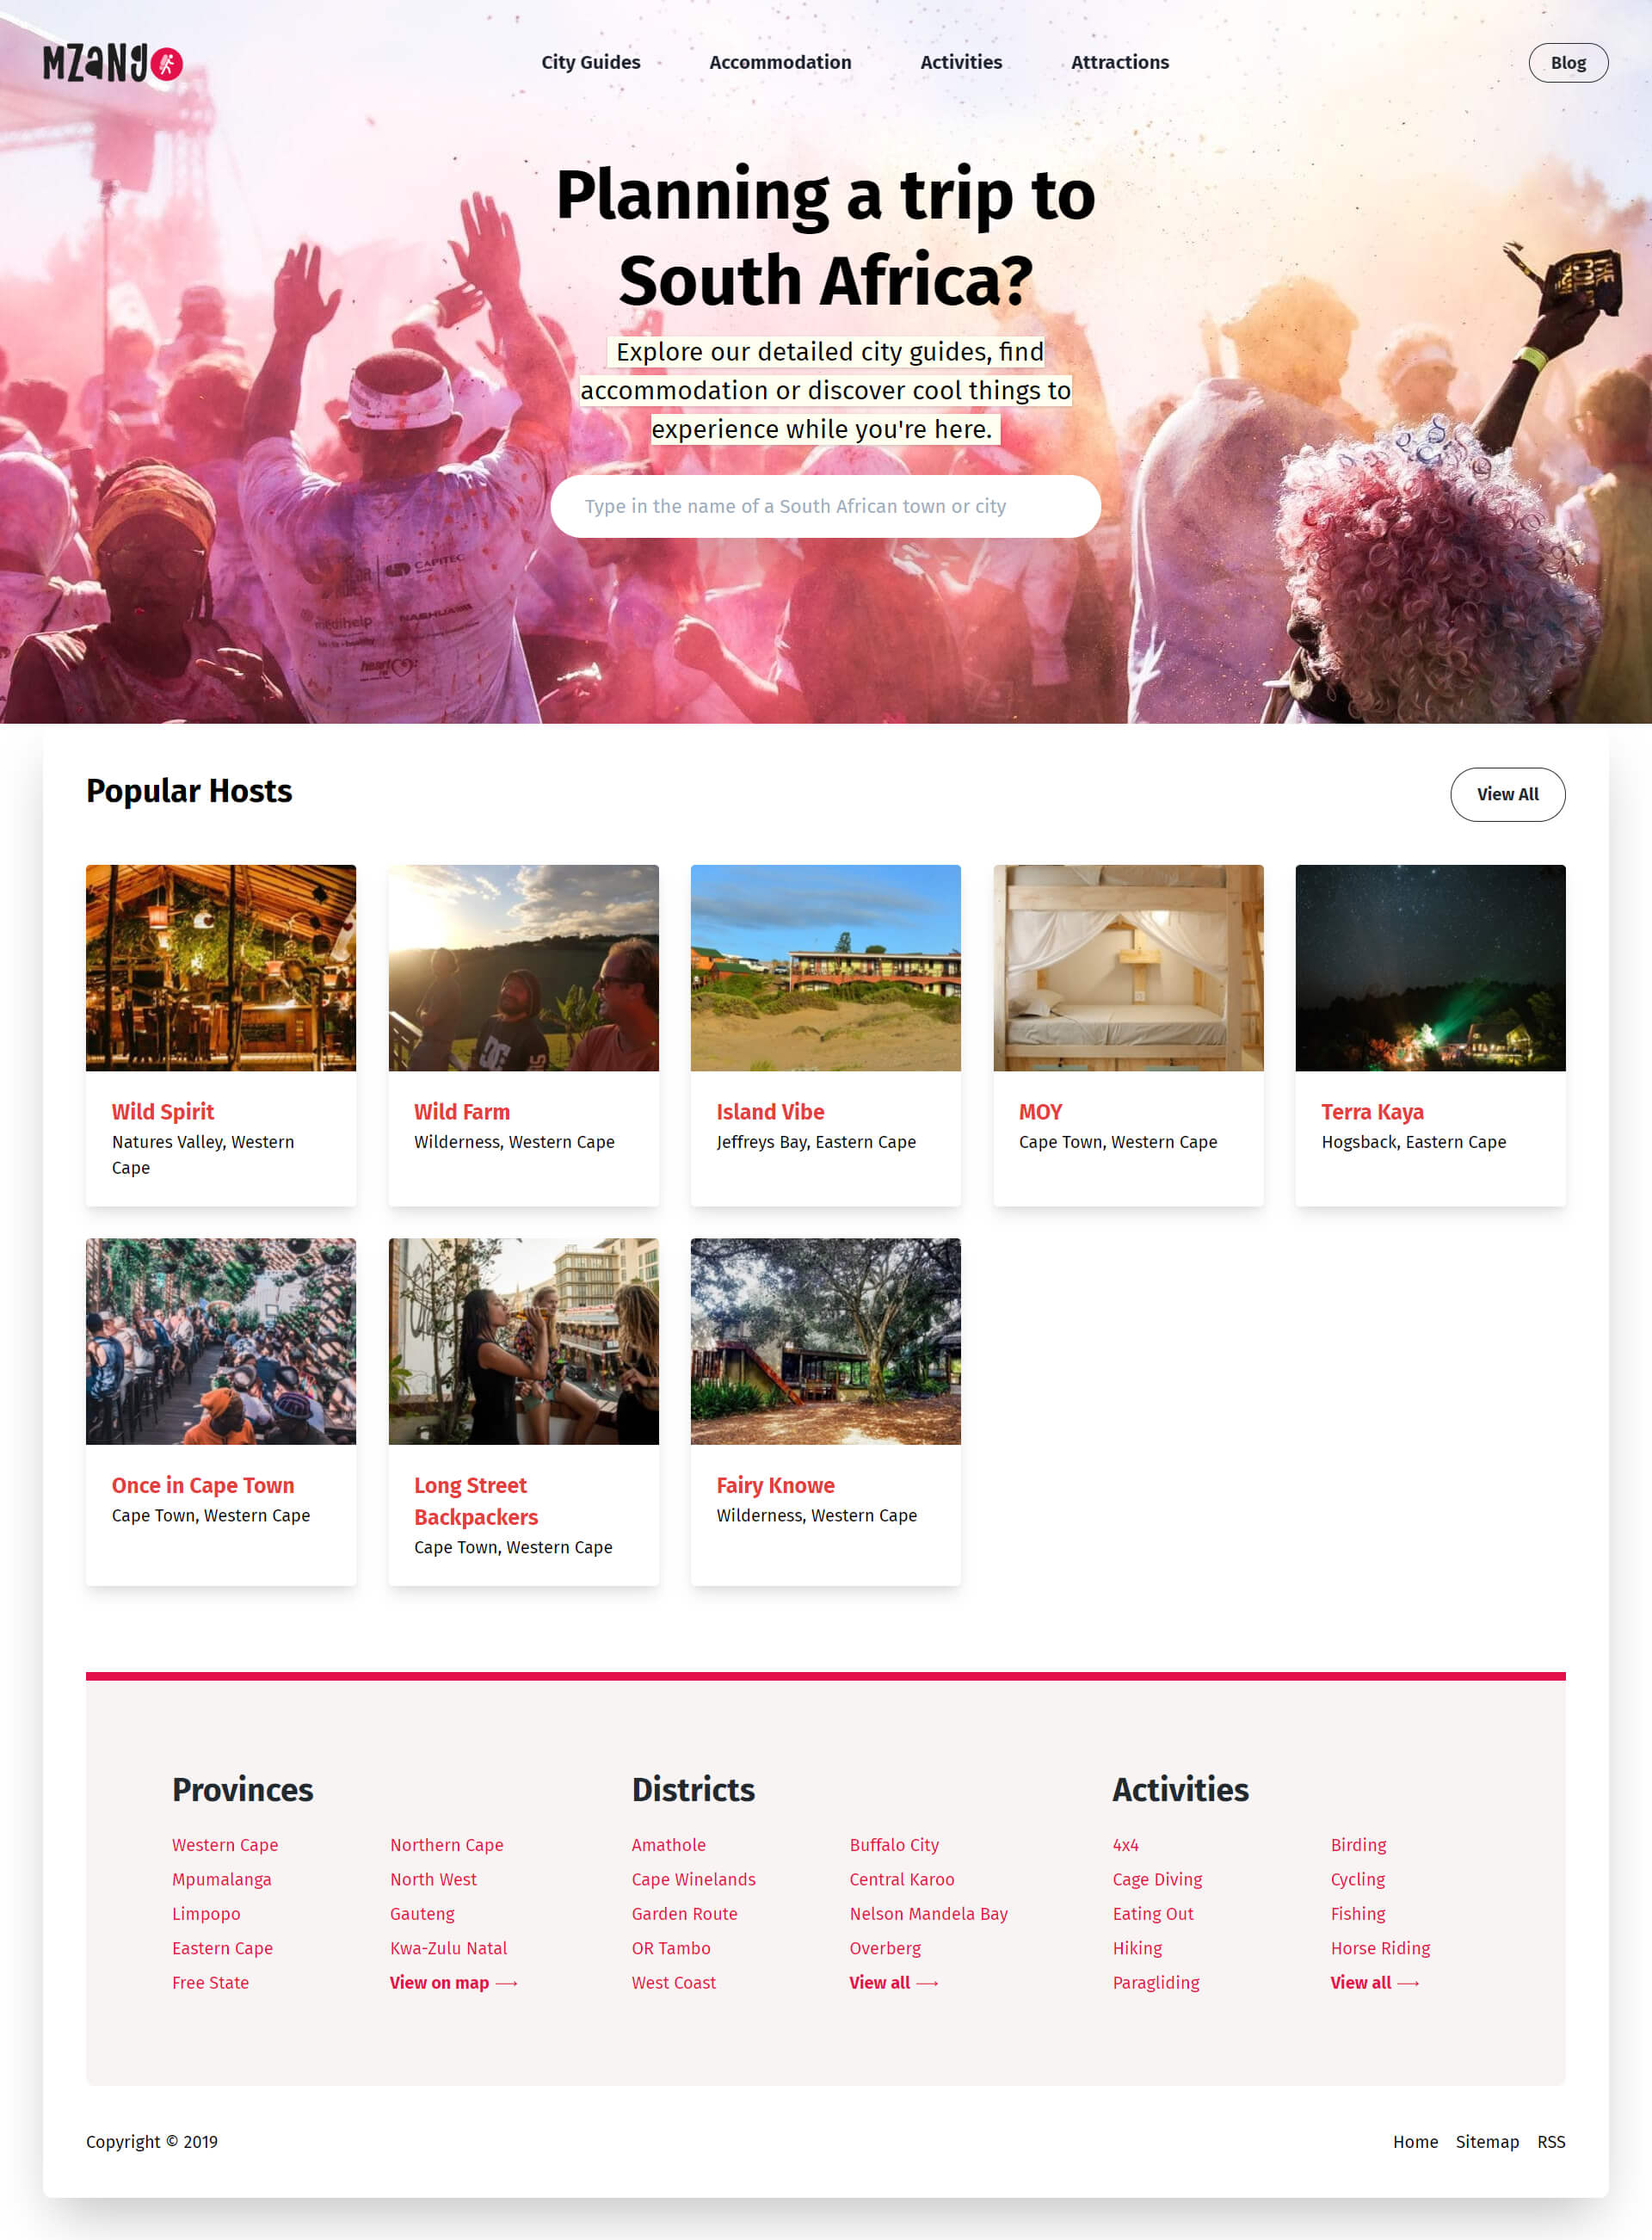 MZANGO
City Guides
Accommodation
Activities
Attractions
Blog
Planning a trip to
South Africa?
Explore our detailed city guides, find
accommodation or discover cool things to
experience while you're here.
Type in the name of a South African town or city
CAPITEC
medihelp
NASHUA
heart
Popular Hosts
View All
Wild Spirit
Natures Valley, Western
Cape
Wild Farm
Wilderness, Western Cape
Island Vibe
Jeffreys Bay, Eastern Cape
MOY
Cape Town, Western Cape
Terra Kaya
Hogsback, Eastern Cape
Once in Cape Town
Cape Town, Western Cape
Long Street
Backpackers
Cape Town, Western Cape
Fairy Knowe
Wilderness, Western Cape
Provinces
Western Cape
Northern Cape
Mpumalanga
North West
Limpopo
Gauteng
Eastern Cape
Kwa-Zulu Natal
Free State
View on map ⟶
Districts
Amathole
Buffalo City
Cape Winelands
Central Karoo
Garden Route
Nelson Mandela Bay
OR Tambo
Overberg
West Coast
View all ⟶
Activities
4x4
Birding
Cage Diving
Cycling
Eating Out
Fishing
Hiking
Horse Riding
Paragliding
View all ⟶
Copyright © 2019
Home
Sitemap
RSS